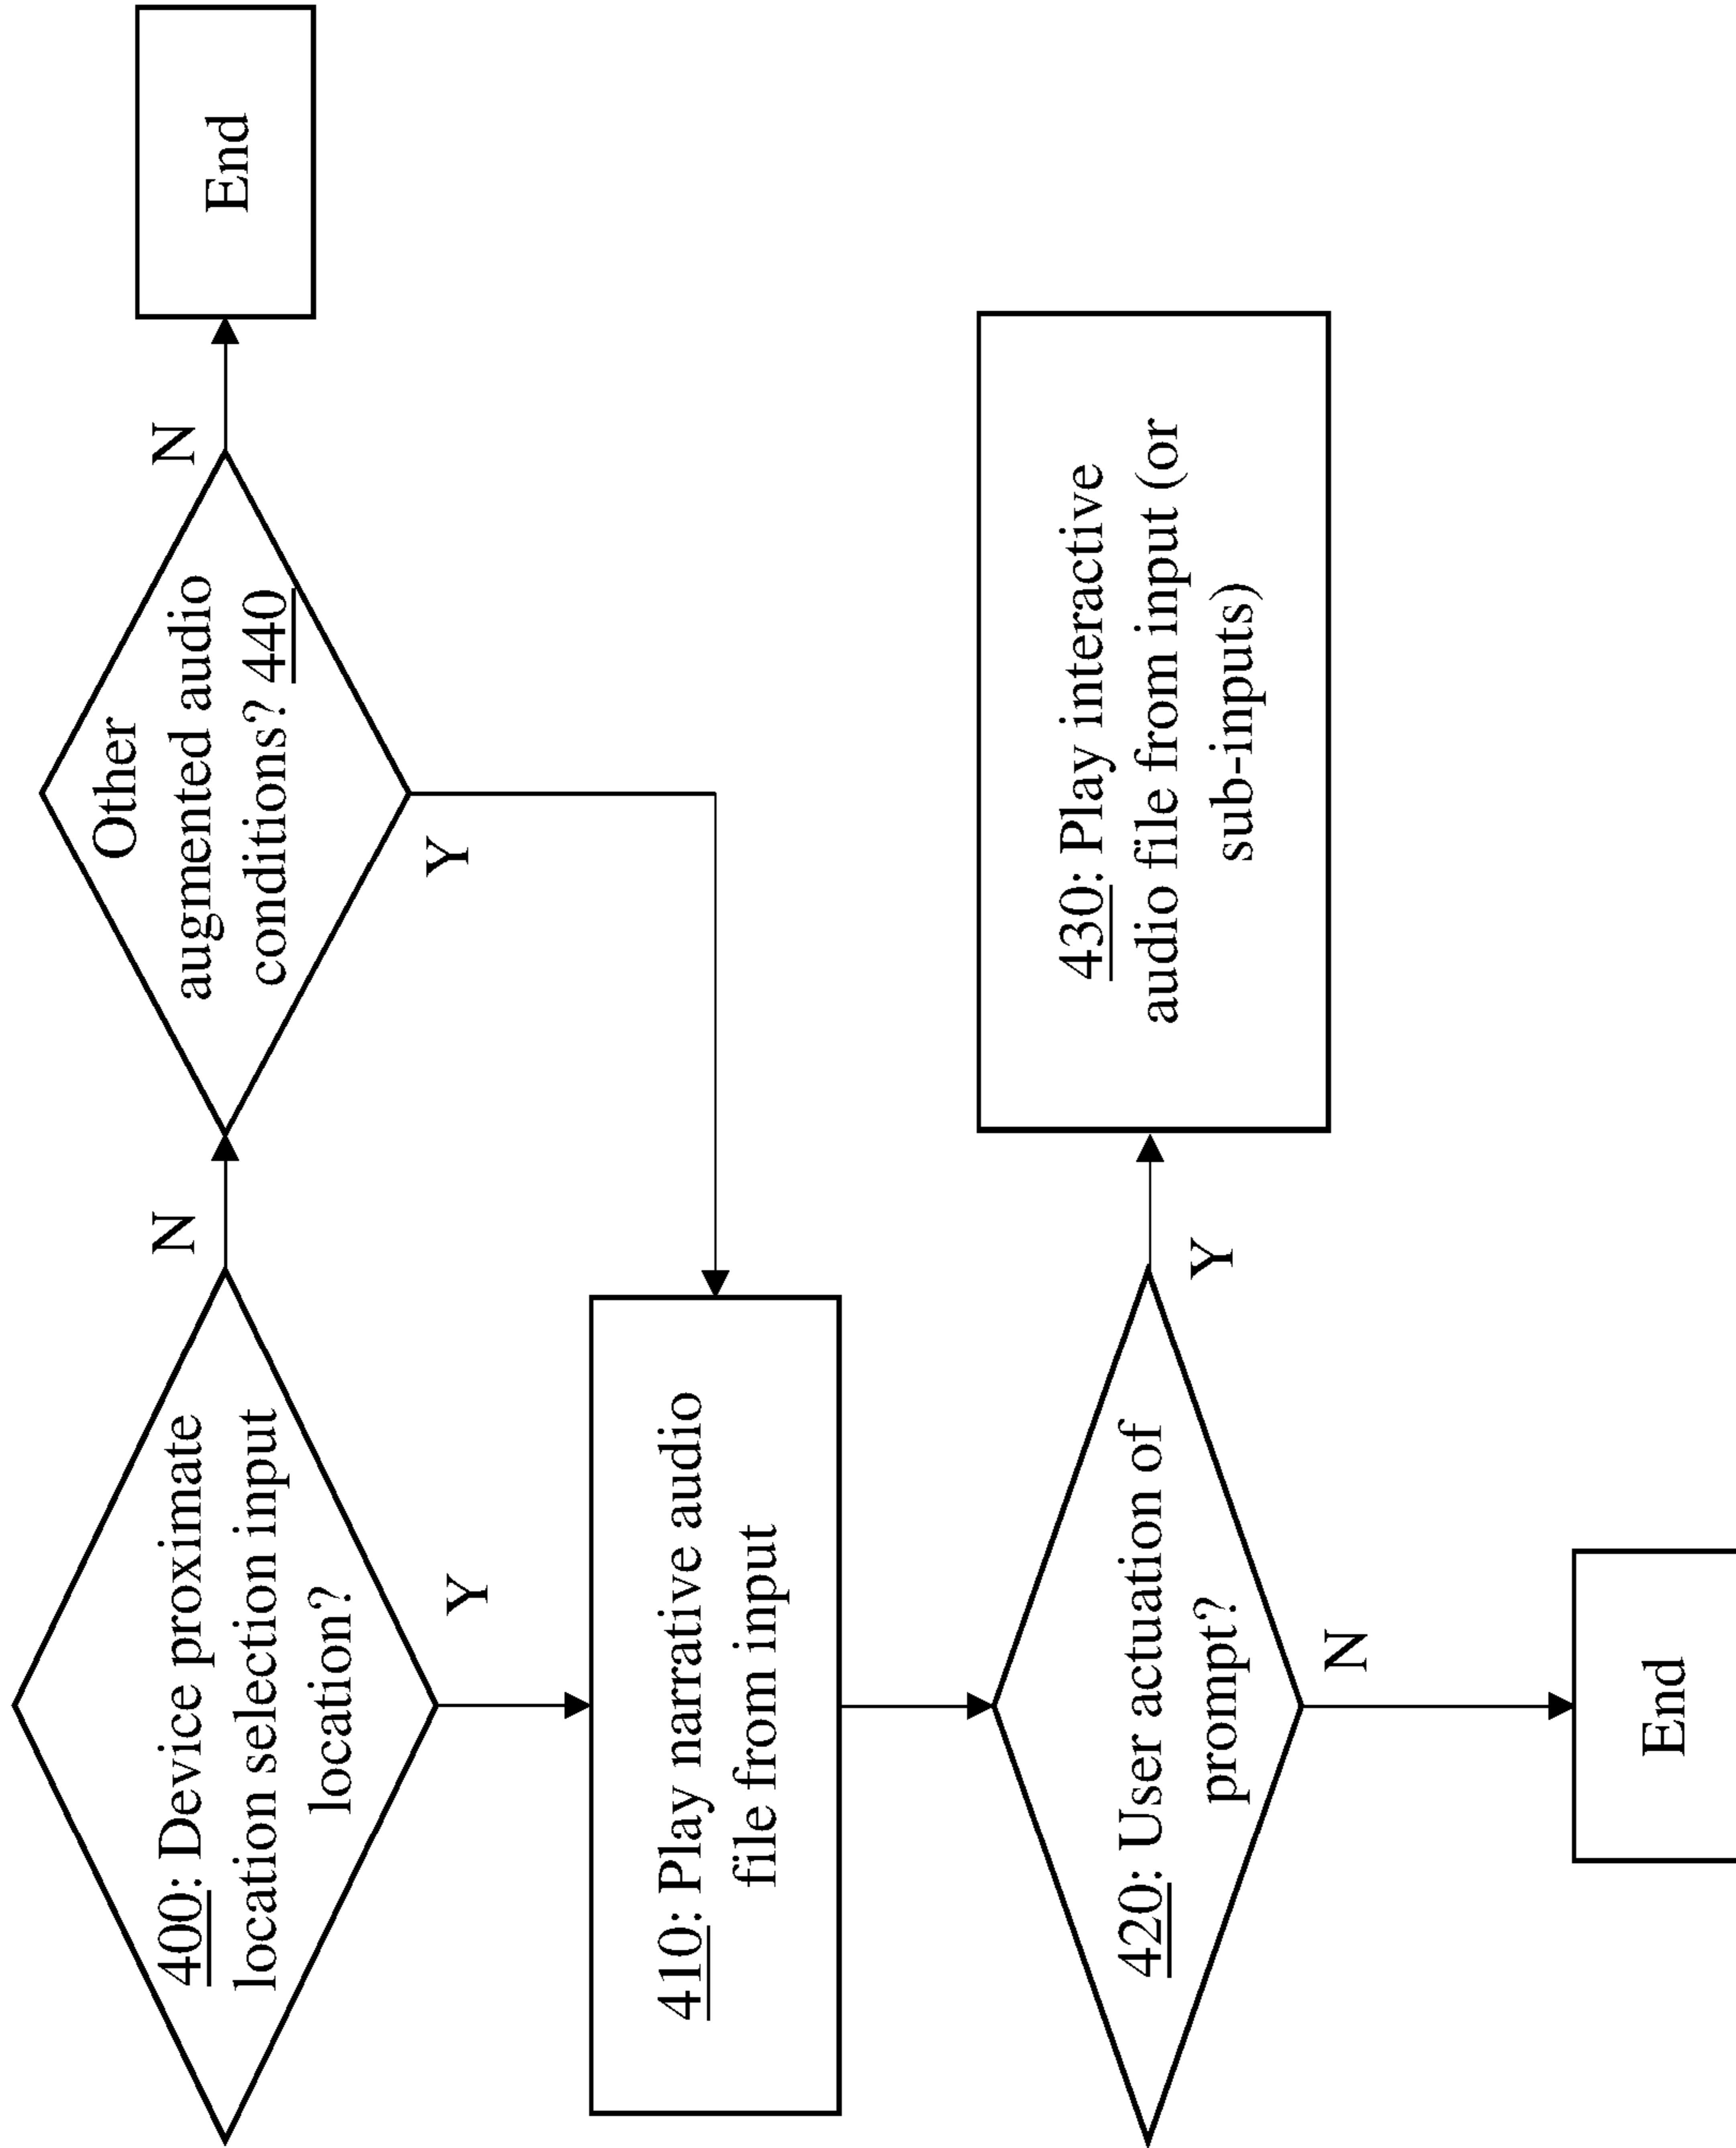 400: Device proximate
location selection input
location?
N
Other
augmented audio
conditions? 440
N
End
Y
Y
410: Play narrative audio
file from input
420: User actuation of
prompt?
Y
430: Play interactive
audio file from input (or
sub-inputs)
N
End